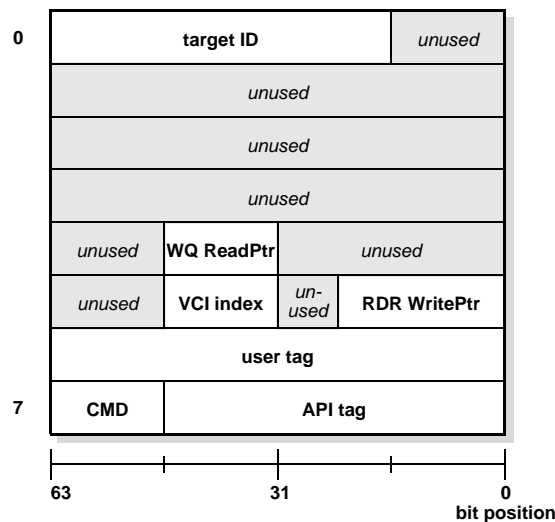 0
target ID
unused
unused
unused
unused
unused
WQ ReadPtr
unused
unused
VCI index
un-
used
RDR WritePtr
user tag
7
CMD
API tag
63
31
0
bit position